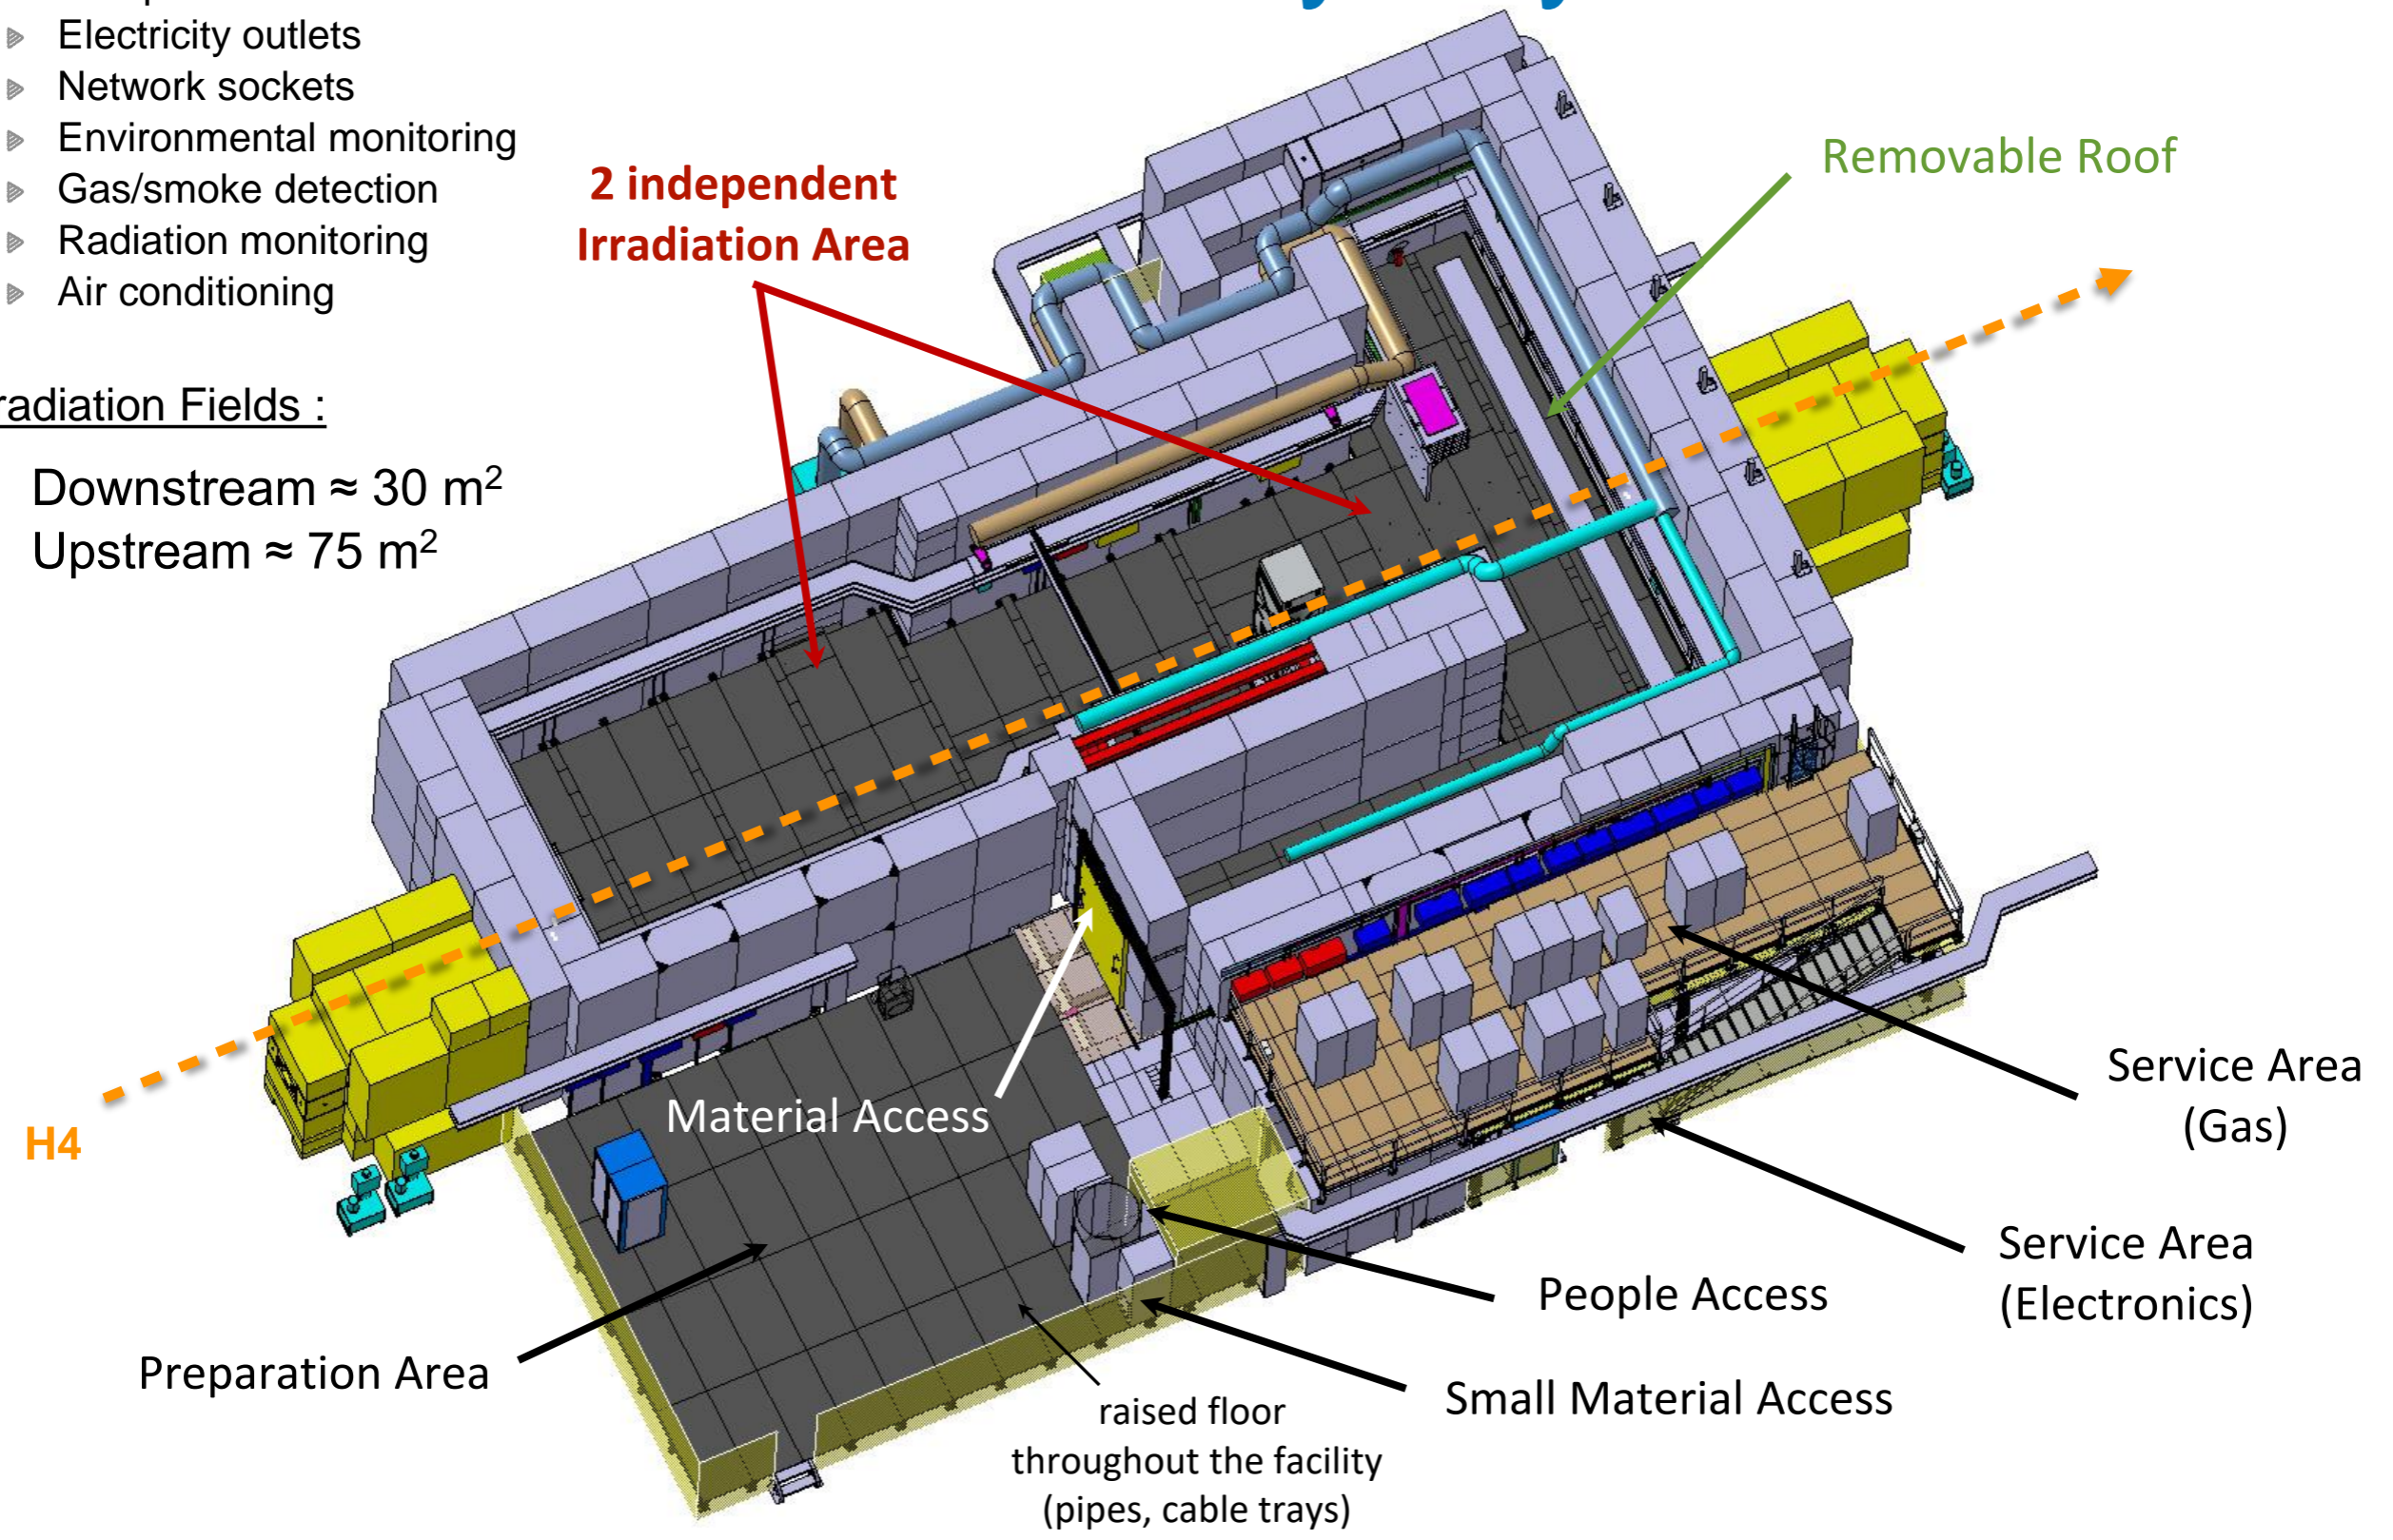 Electricity outlets
Network sockets
Environmental monitoring
Gas/smoke detection
Radiation monitoring
Air conditioning
radiation Fields :
Downstream ≈ 30 m²
Upstream ≈ 75 m²
2 independent
Irradiation Area
Removable Roof
H4
Material Access
Service Area
(Gas)
Service Area
(Electronics)
People Access
Small Material Access
Preparation Area
raised floor
throughout the facility
(pipes, cable trays)